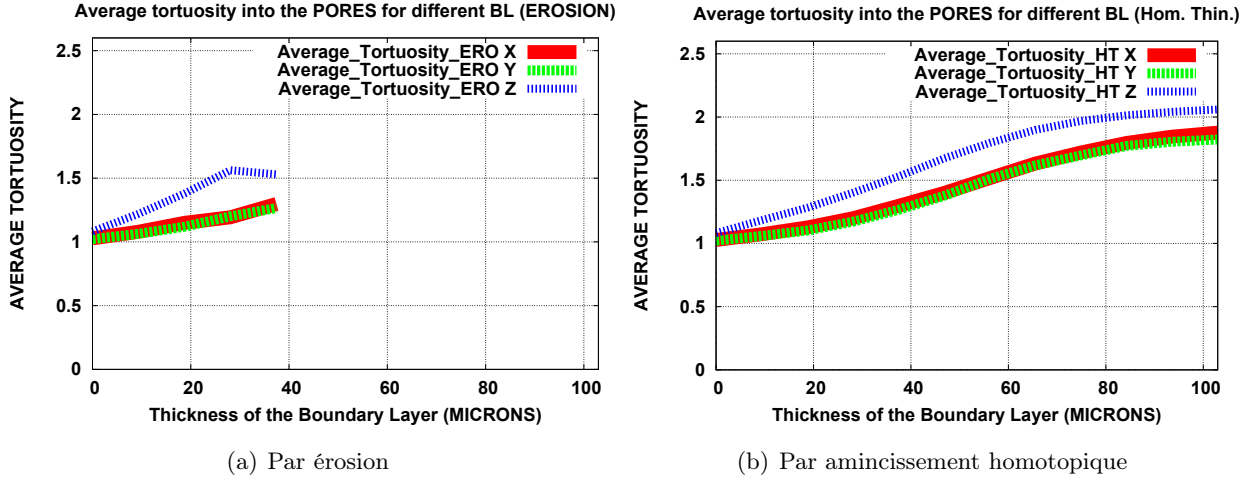 Average tortuosity into the PORES for different BL (EROSION)
2.5
2
1.5
1
0.5
0
AVERAGE TORTUOSITY
Average_Tortuosity_ERO X
Average_Tortuosity_ERO Y
Average_Tortuosity_ERO Z
0 20 40 60 80 100
Thickness of the Boundary Layer (MICRONS)
(a) Par érosion
Average tortuosity into the PORES for different BL (Hom. Thin.)
2.5
2
1.5
1
0.5
0
AVERAGE TORTUOSITY
Average_Tortuosity_HT X
Average_Tortuosity_HT Y
Average_Tortuosity_HT Z
0 20 40 60 80 100
Thickness of the Boundary Layer (MICRONS)
(b) Par amincissement homotopique